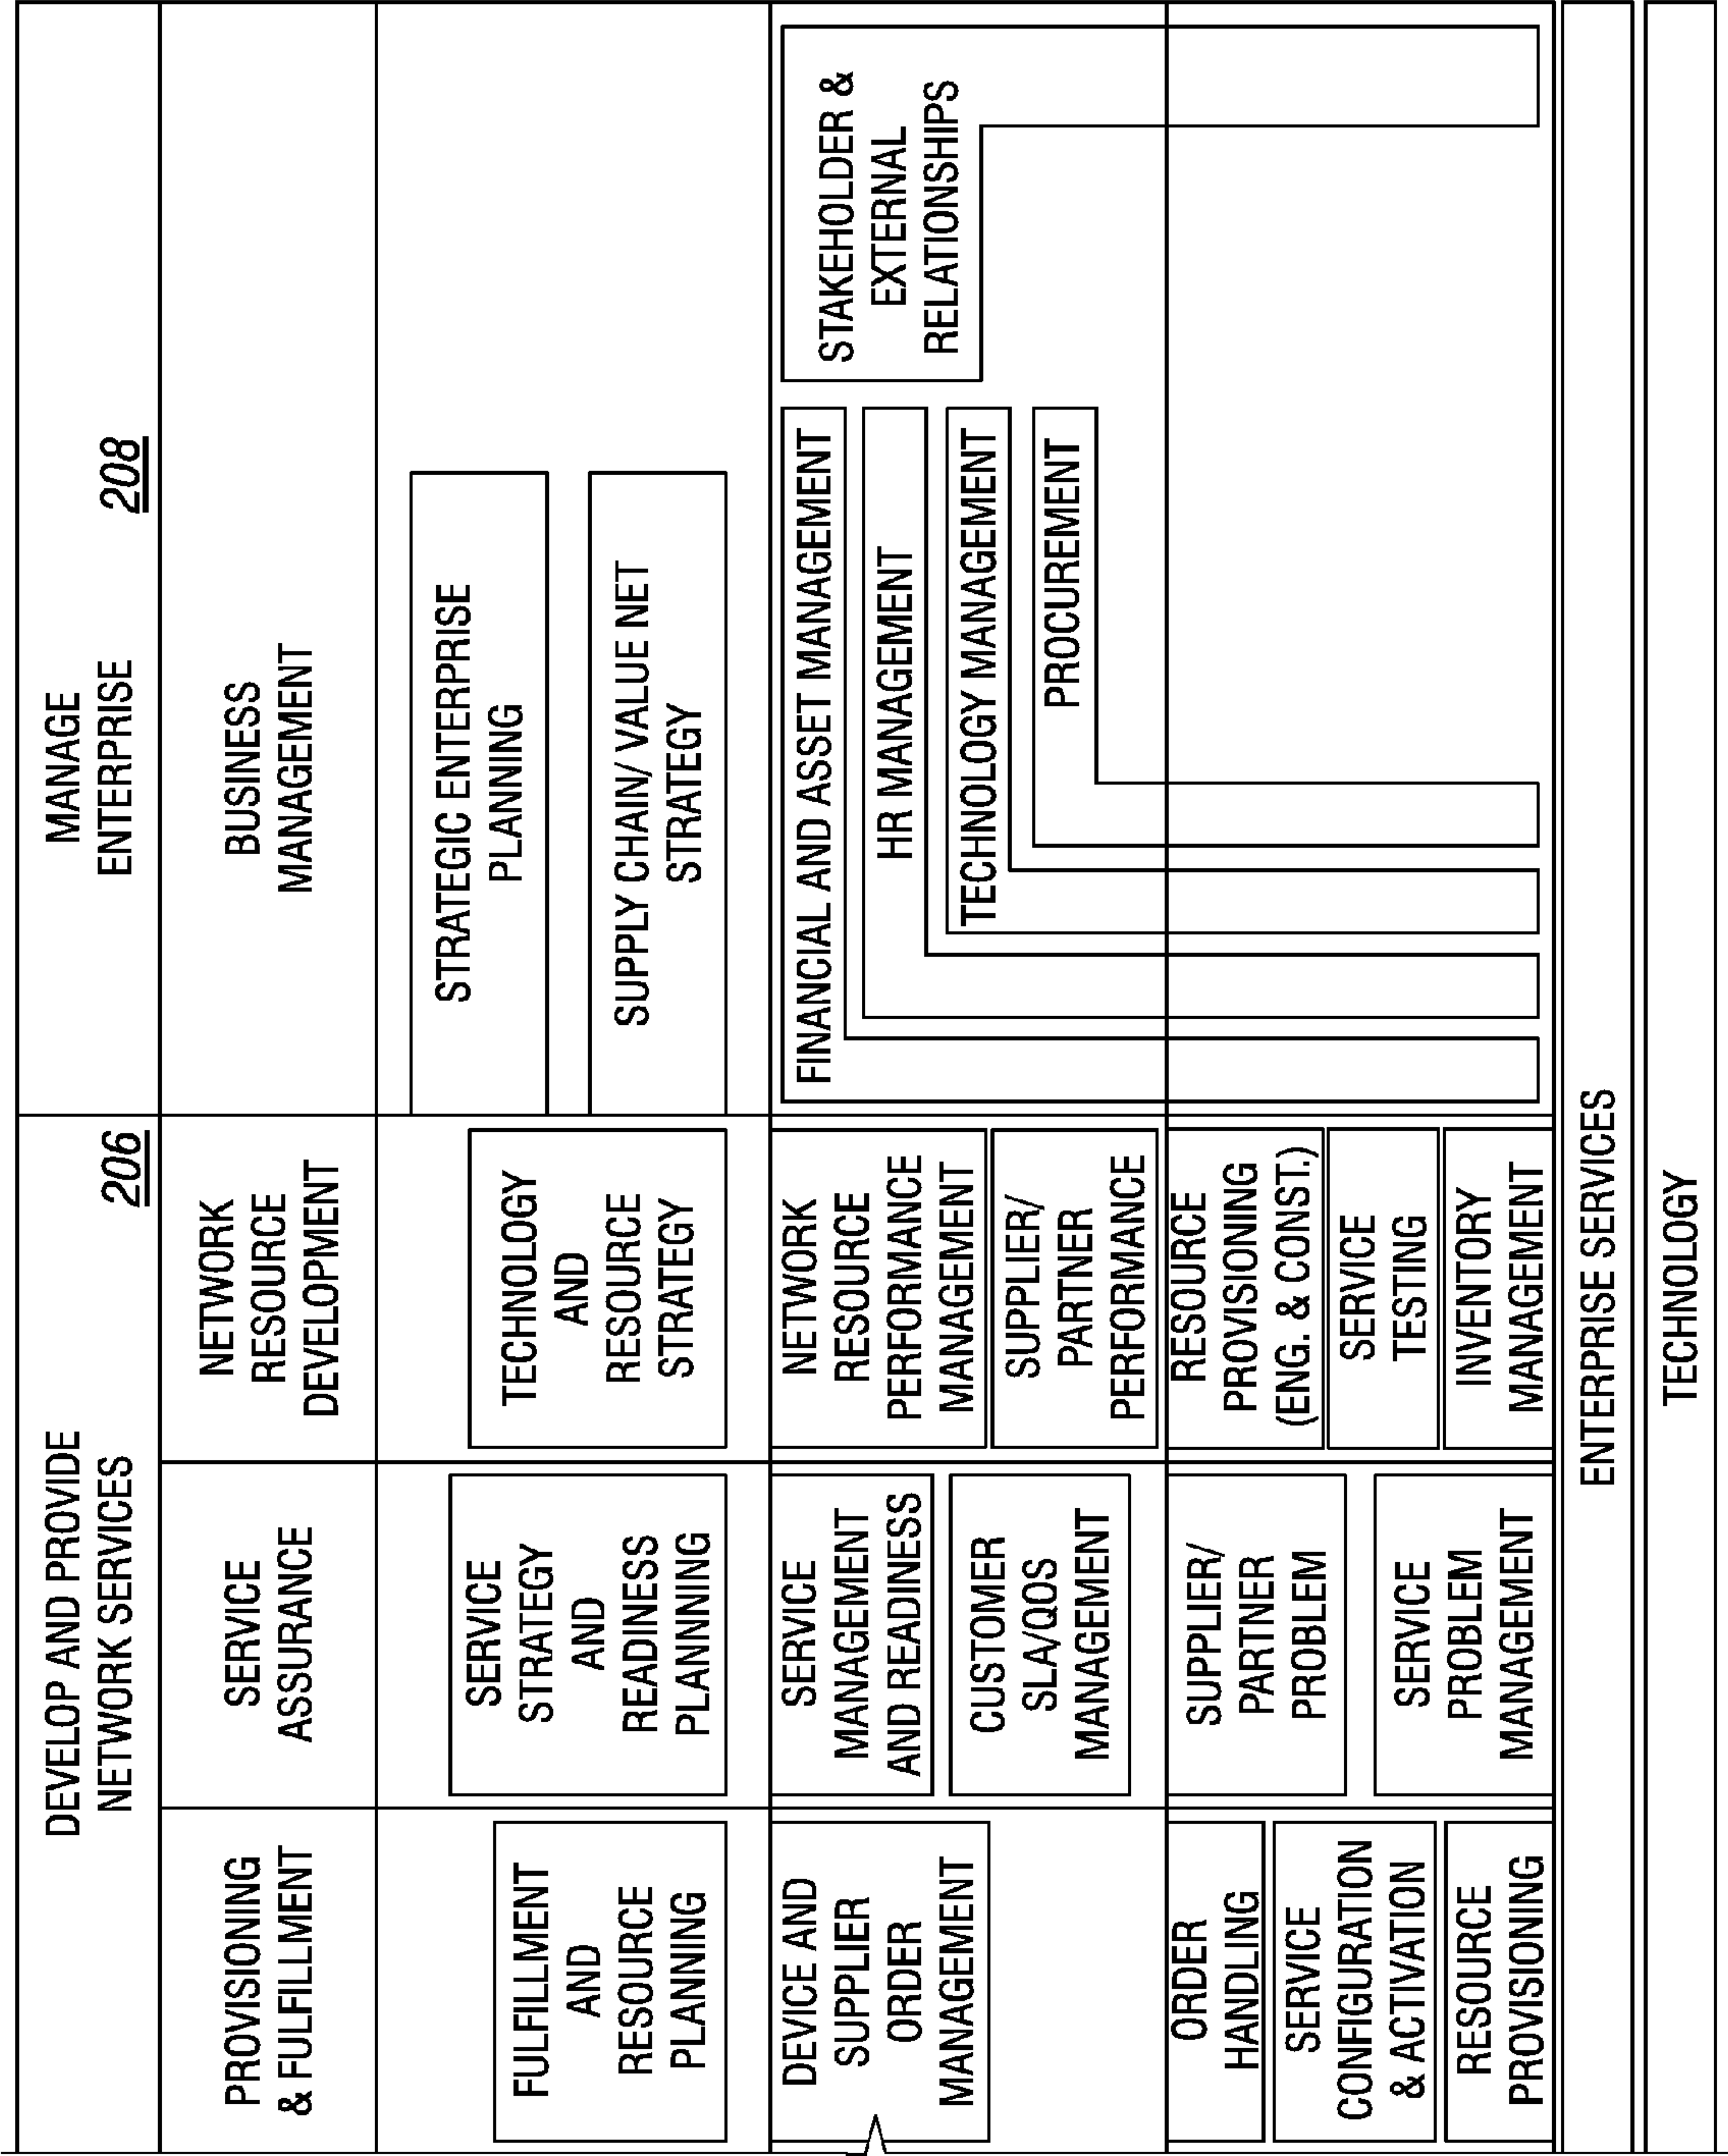 DEVELOP AND PROVIDE
NETWORK SERVICES
206
MANAGE
ENTERPRISE
208
PROVISIONING
& FULFILLMENT
SERVICE
ASSURANCE
NETWORK
RESOURCE
DEVELOPMENT
BUSINESS
MANAGEMENT
FULFILLMENT
AND
RESOURCE
PLANNING
SERVICE
STRATEGY
AND
READINESS
PLANNING
TECHNOLOGY
AND
RESOURCE
STRATEGY
STRATEGIC ENTERPRISE
PLANNING
SUPPLY CHAIN/ VALUE NET
STRATEGY
DEVICE AND
SUPPLIER
ORDER
MANAGEMENT
SERVICE
MANAGEMENT
AND READINESS
CUSTOMER
SLA/QOS
MANAGEMENT
NETWORK
RESOURCE
PERFORMANCE
MANAGEMENT
SUPPLIER/
PARTNER
PERFORMANCE
FINANCIAL AND ASSET MANAGEMENT
HR MANAGEMENT
TECHNOLOGY MANAGEMENT
PROCUREMENT
STAKEHOLDER &
EXTERNAL
RELATIONSHIPS
ORDER
HANDLING
SERVICE
CONFIGURATION
& ACTIVATION
RESOURCE
PROVISIONING
SUPPLIER/
PARTNER
PROBLEM
SERVICE
PROBLEM
MANAGEMENT
RESOURCE
PROVISIONING
(ENG. & CONST.)
SERVICE
TESTING
INVENTORY
MANAGEMENT
ENTERPRISE SERVICES
TECHNOLOGY